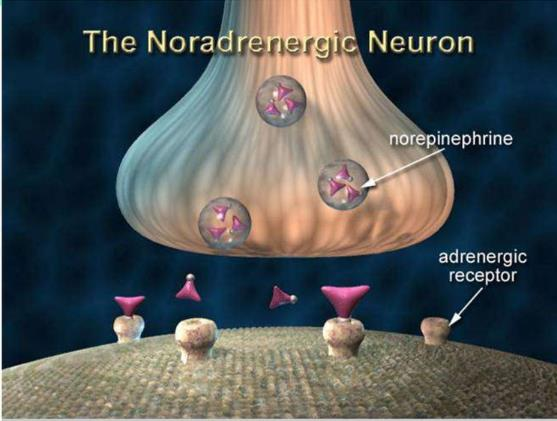 The Noradrenergic Neuron
norepinephrine
adrenergic
receptor